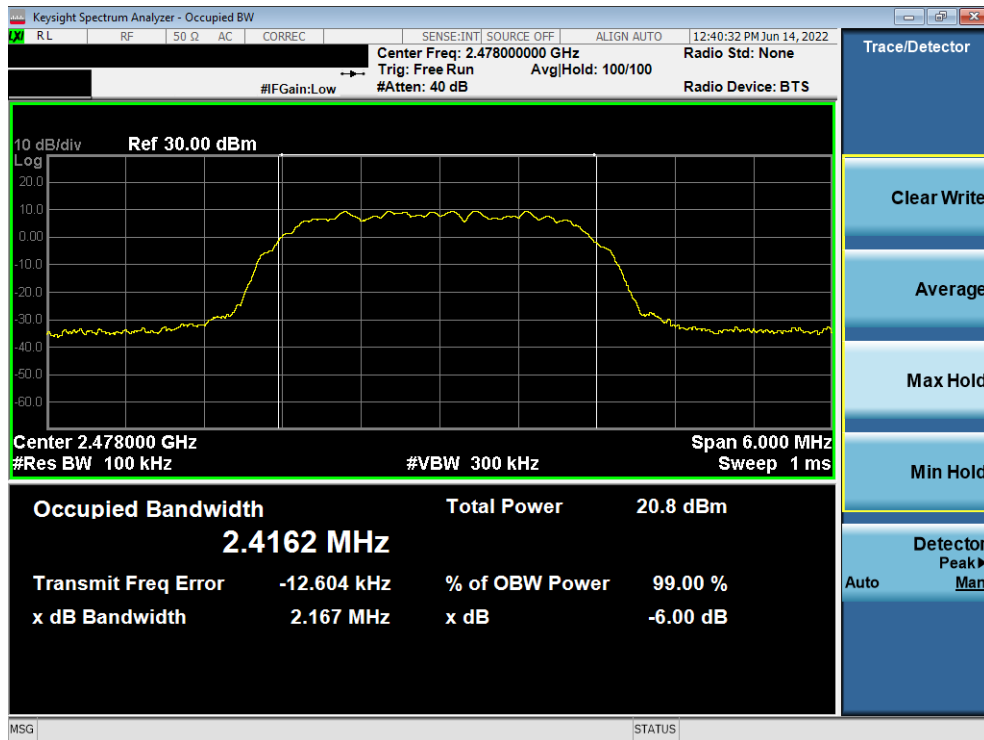 Keysight Spectrum Analyzer - Occupied BW
LXI RL RF 50 Ω AC CORREC SENSE:INT SOURCE OFF ALIGN AUTO 12:40:32 PM Jun 14, 2022
Center Freq: 2.478000000 GHz Radio Std: None
Trig: Free Run Avg|Hold: 100/100
#IFGain:Low #Atten: 40 dB Radio Device: BTS
10 dB/div Ref 30.00 dBm
Log
20.0
10.0
0.00
-10.0
-20.0
-30.0
-40.0
-50.0
-60.0
Center 2.478000 GHz Span 6.000 MHz
#Res BW 100 kHz #VBW 300 kHz Sweep 1 ms
Occupied Bandwidth Total Power 20.8 dBm
2.4162 MHz
Transmit Freq Error -12.604 kHz % of OBW Power 99.00 %
x dB Bandwidth 2.167 MHz x dB -6.00 dB
MSG STATUS
Trace/Detector
Clear Write
Average
Max Hold
Min Hold
Detector
Peak▶
Auto Man